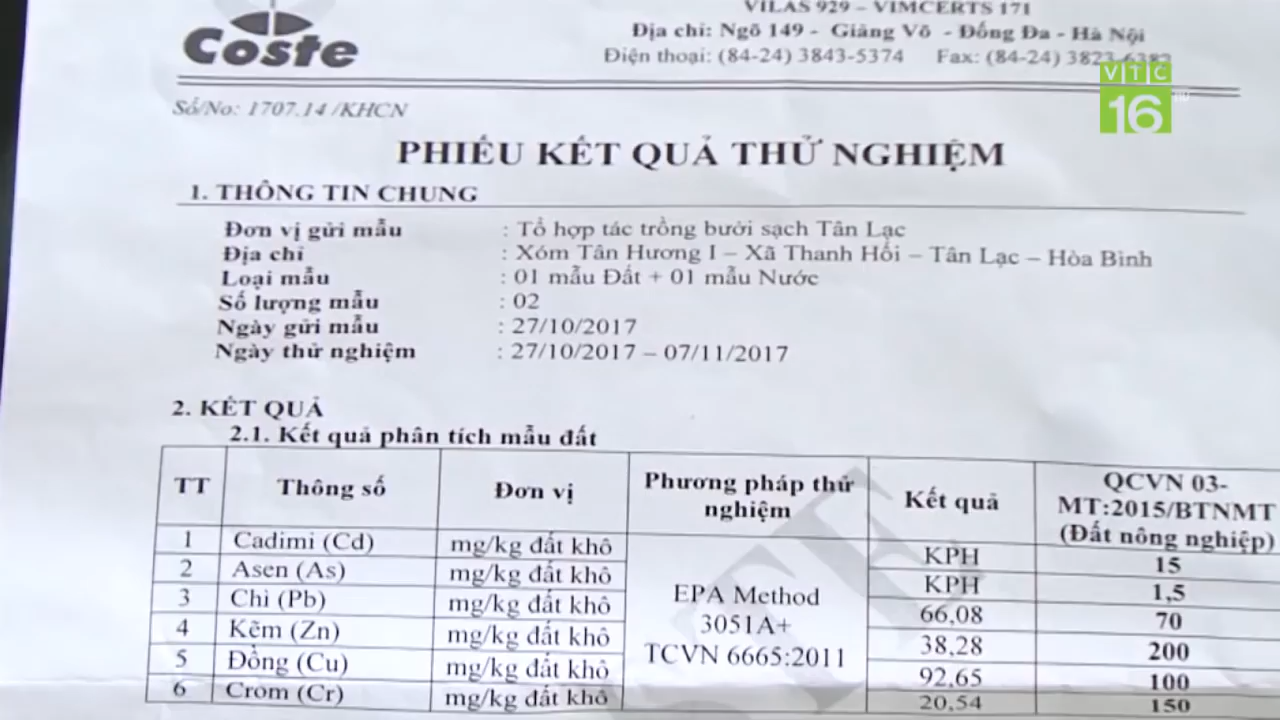 Coste
VILAS 929 – VIMCERTS 171
Địa chỉ: Ngõ 149 - Giảng Võ - Đống Đa - Hà Nội
Điện thoại: (84-24) 3843-5374 Fax: (84-24) 3823-6383
VTC
16
Số/No: 1707.14 /KHCN
PHIẾU KẾT QUẢ THỬ NGHIỆM
1. THÔNG TIN CHUNG
Đơn vị gửi mẫu : Tổ hợp tác trồng bưởi sạch Tân Lạc
Địa chỉ : Xóm Tân Hương I – Xã Thanh Hối – Tân Lạc – Hòa Bình
Loại mẫu : 01 mẫu Đất + 01 mẫu Nước
Số lượng mẫu : 02
Ngày gửi mẫu : 27/10/2017
Ngày thử nghiệm : 27/10/2017 – 07/11/2017
2. KẾT QUẢ
2.1. Kết quả phân tích mẫu đất
TT Thông số Đơn vị Phương pháp thử nghiệm Kết quả QCVN 03-MT:2015/BTNMT (Đất nông nghiệp)
1 Cadimi (Cd) mg/kg đất khô KPH 15
2 Asen (As) mg/kg đất khô KPH 1,5
3 Chì (Pb) mg/kg đất khô 66,08 70
4 Kẽm (Zn) mg/kg đất khô 38,28 200
5 Đồng (Cu) mg/kg đất khô 92,65 100
6 Crom (Cr) mg/kg đất khô 20,54 150
EPA Method
3051A+
TCVN 6665:2011